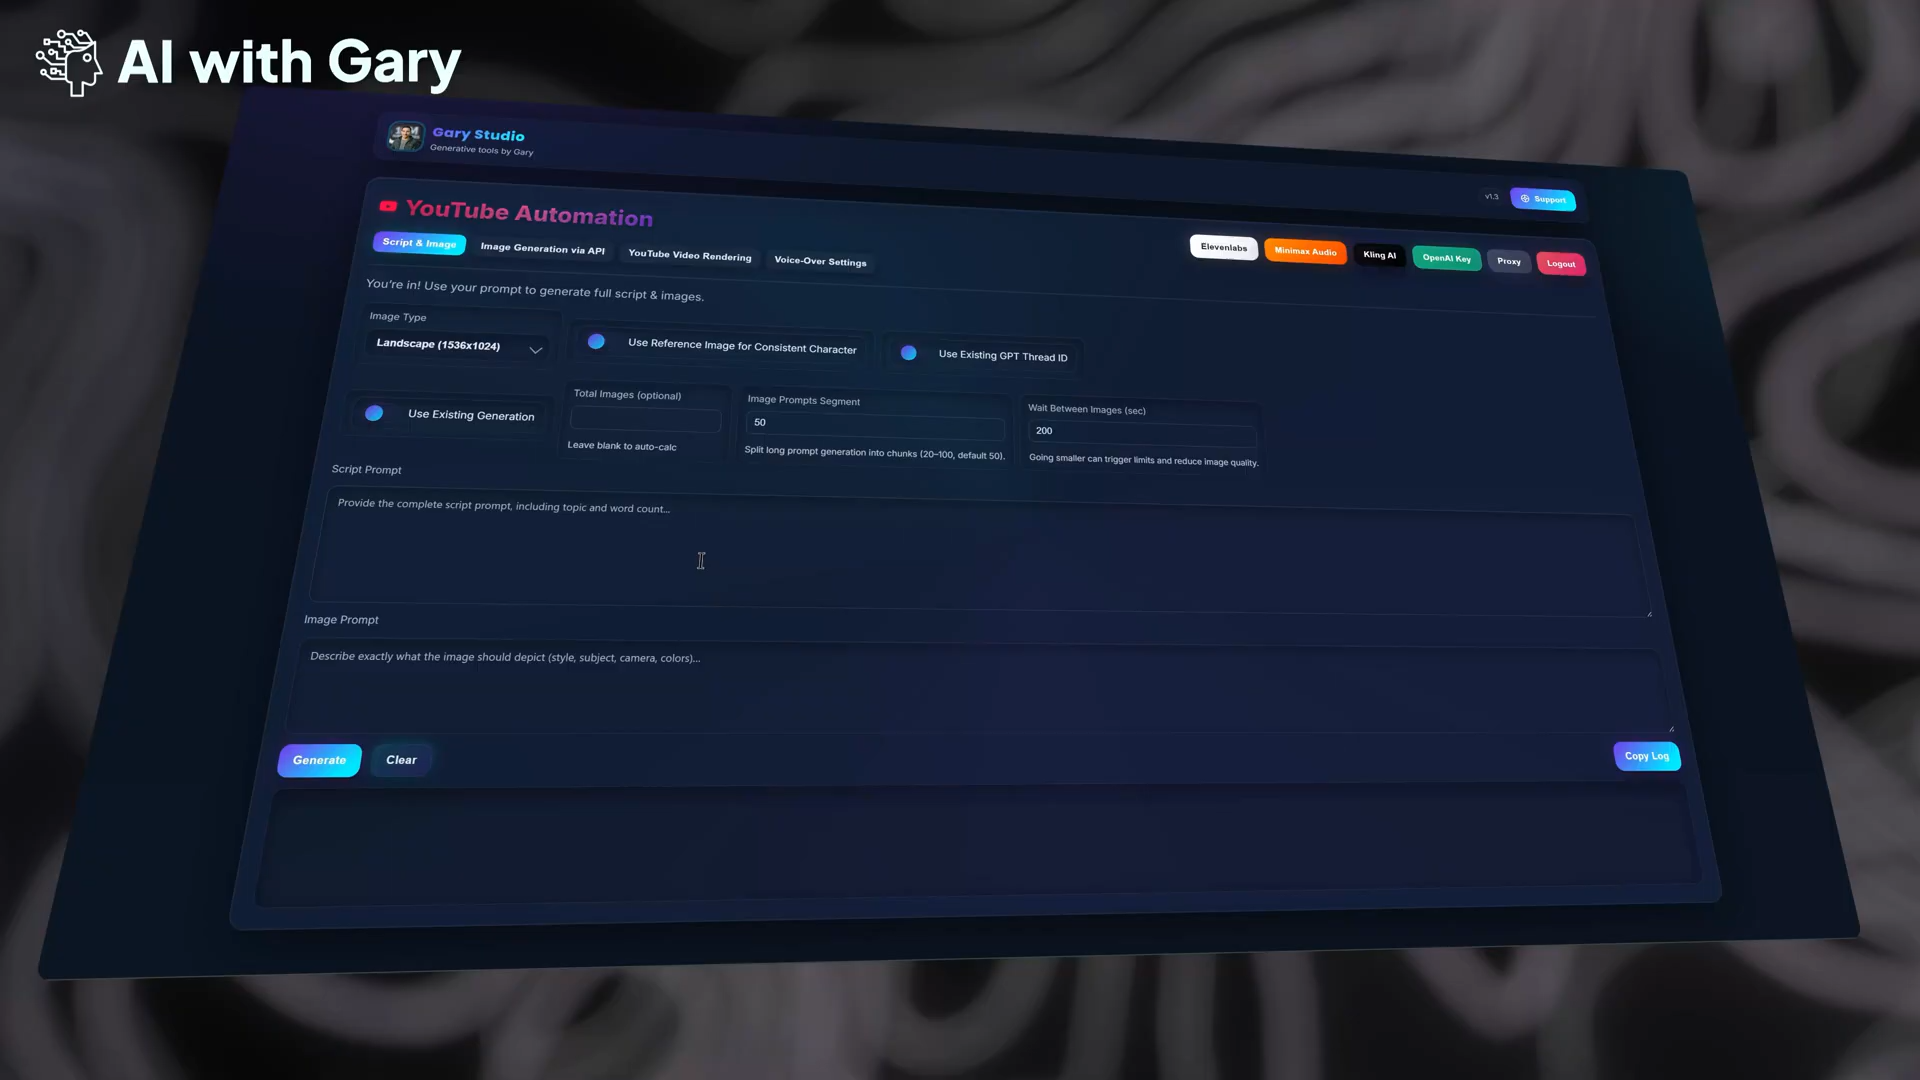 AI with Gary
Gary Studio
Generative tools by Gary
v1.3
Support
YouTube Automation
Script & Image
Image Generation via API
YouTube Video Rendering
Voice-Over Settings
Elevenlabs
Minimax Audio
Kling AI
OpenAI Key
Proxy
Logout
You're in! Use your prompt to generate full script & images.
Image Type
Landscape (1536x1024)
Use Reference Image for Consistent Character
Use Existing GPT Thread ID
Use Existing Generation
Total Images (optional)
Leave blank to auto-calc
Image Prompts Segment
50
Split long prompt generation into chunks (20–100, default 50).
Wait Between Images (sec)
200
Going smaller can trigger limits and reduce image quality.
Script Prompt
Provide the complete script prompt, including topic and word count...
Image Prompt
Describe exactly what the image should depict (style, subject, camera, colors)...
Generate
Clear
Copy Log